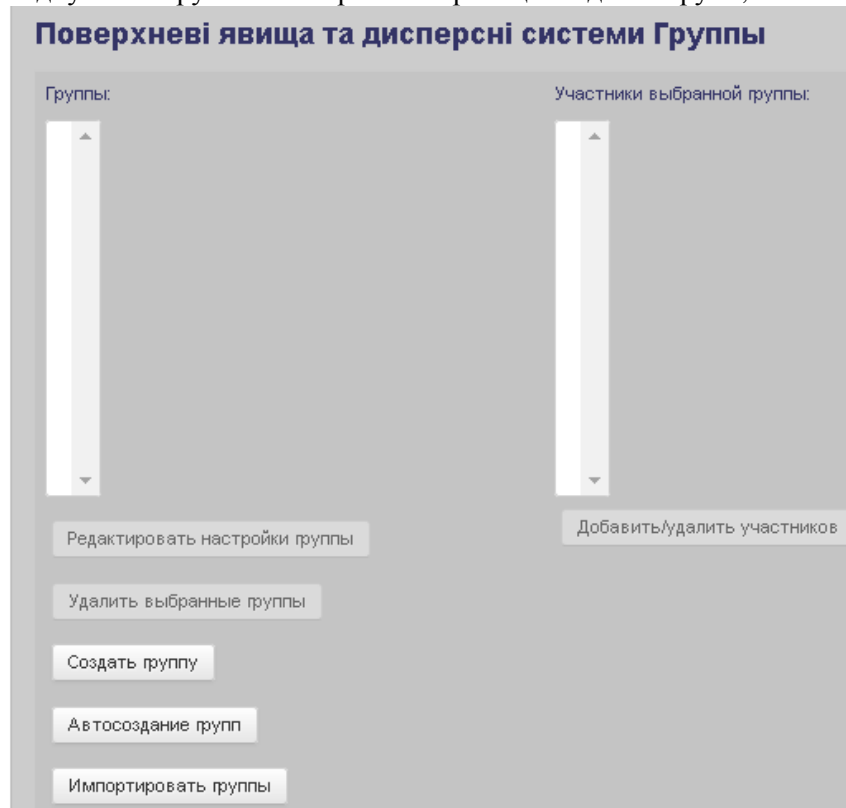 Поверхневі явища та дисперсні системи Группы
Группы:
Участники выбранной группы:
Редактировать настройки группы
Добавить/удалить участников
Удалить выбранные группы
Создать группу
Автосоздание групп
Импортировать группы